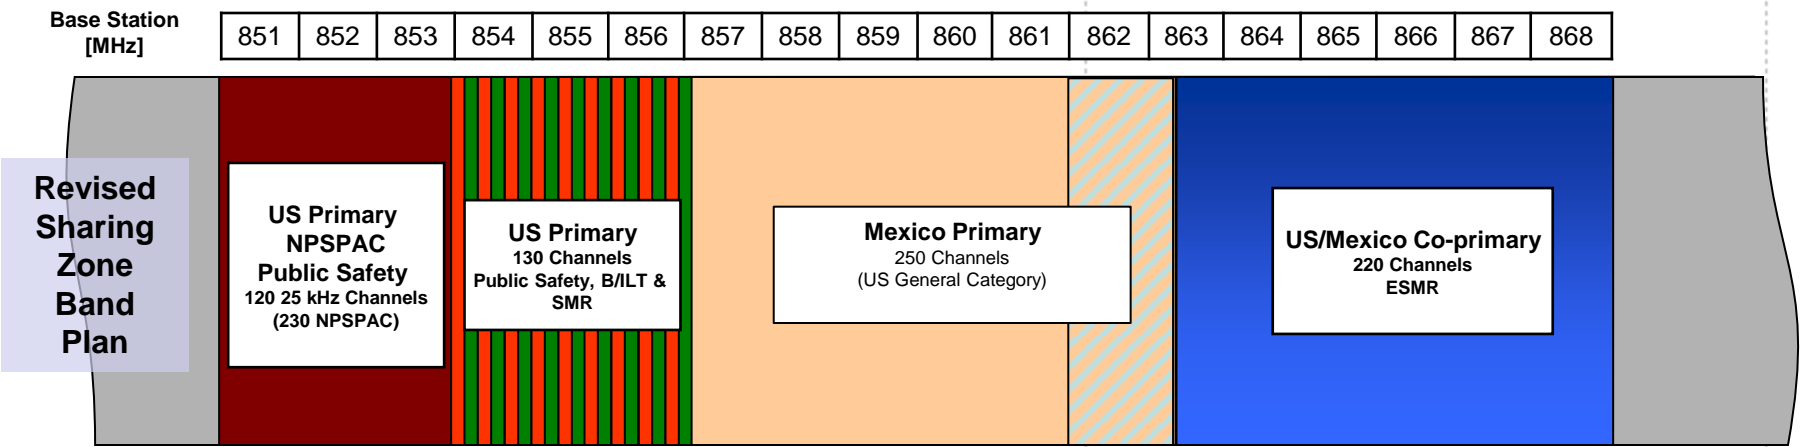 Base Station
[MHz]
851 852 853 854 855 856 857 858 859 860 861 862 863 864 865 866 867 868
Revised
Sharing
Zone
Band
Plan
US Primary
NPSPAC
Public Safety
120 25 kHz Channels
(230 NPSPAC)
US Primary
130 Channels
Public Safety, B/ILT &
SMR
Mexico Primary
250 Channels
(US General Category)
US/Mexico Co-primary
220 Channels
ESMR